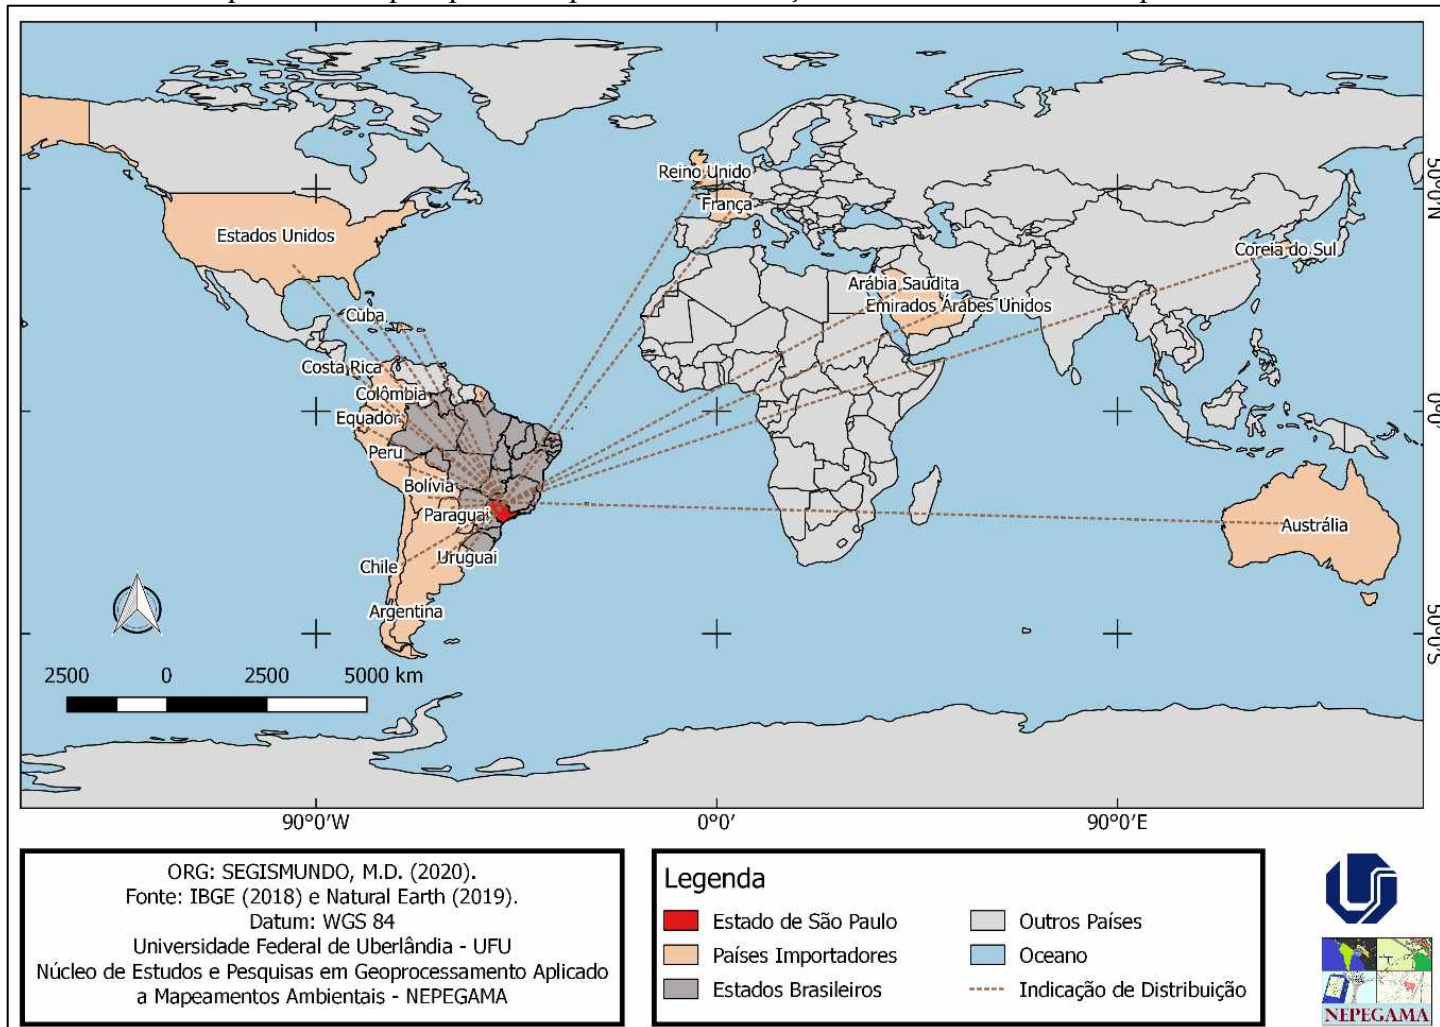 Reino Unido
50°0'N
França
Estados Unidos
Coreia do Sul
Arábia Saudita
Emirados Árabes Unidos
Cuba
Costa Rica
Colômbia
Equador
0°0'
Peru
Bolívia
Paraguai
Austrália
Chile
Uruguai
Argentina
50°0'S
2500 0 2500 5000 km
90°0'W 0°0' 90°0'E
ORG: SEGISMUNDO, M.D. (2020).
Fonte: IBGE (2018) e Natural Earth (2019).
Datum: WGS 84
Universidade Federal de Uberlândia - UFU
Núcleo de Estudos e Pesquisas em Geoprocessamento Aplicado
a Mapeamentos Ambientais - NEPEGAMA
Legenda
Estado de São Paulo
Países Importadores
Estados Brasileiros
Outros Países
Oceano
Indicação de Distribuição
NEPEGAMA